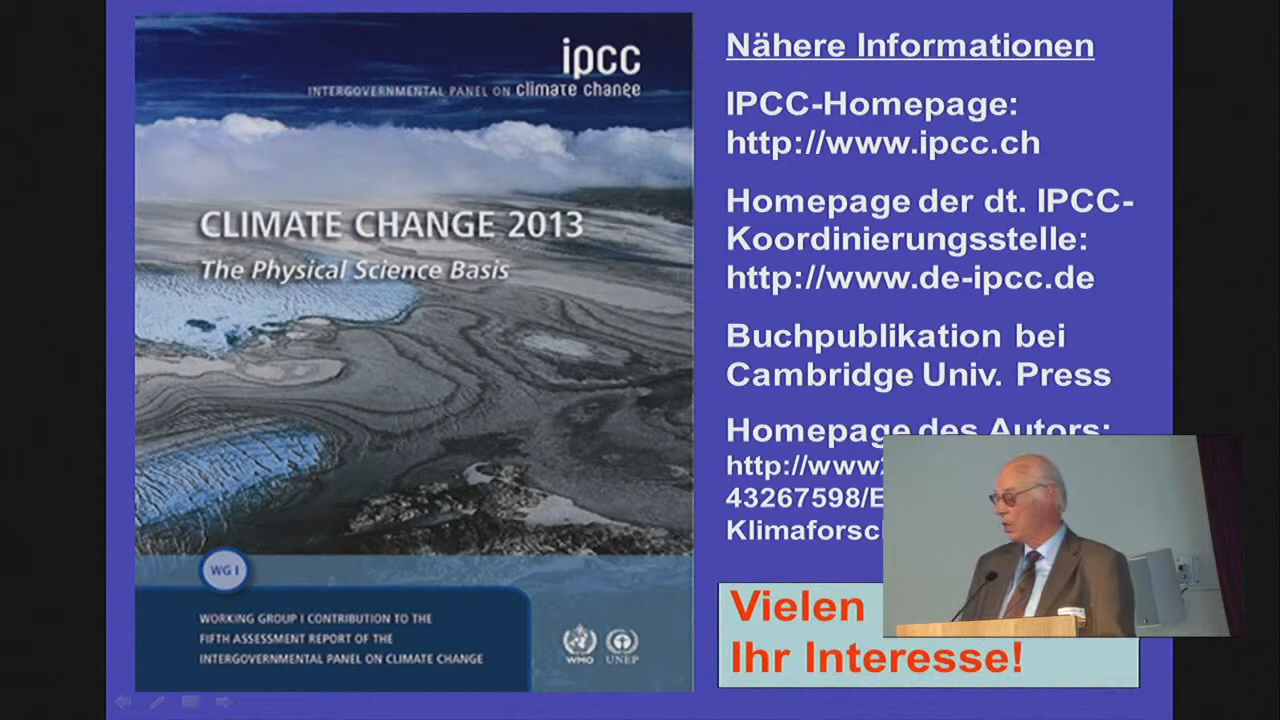 ipcc
INTERGOVERNMENTAL PANEL ON climate change
CLIMATE CHANGE 2013
The Physical Science Basis
WG I
WORKING GROUP I CONTRIBUTION TO THE
FIFTH ASSESSMENT REPORT OF THE
INTERGOVERNMENTAL PANEL ON CLIMATE CHANGE
WMO
UNEP
Nähere Informationen
IPCC-Homepage:
http://www.ipcc.ch
Homepage der dt. IPCC-
Koordinierungsstelle:
http://www.de-ipcc.de
Buchpublikation bei
Cambridge Univ. Press
Homepage des Autors:
http://www
43267598/
Klimaforsc
Vielen
Ihr Interesse!